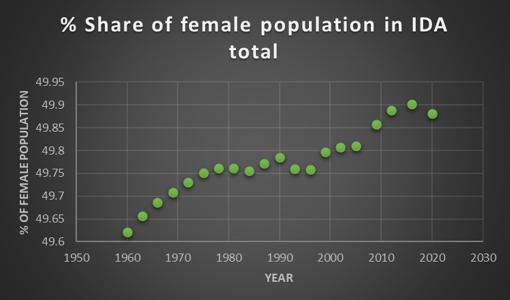 % Share of female population in IDA
total
% OF FEMALE POPULATION
49.95
49.9
49.85
49.8
49.75
49.7
49.65
49.6
1950 1960 1970 1980 1990 2000 2010 2020 2030
YEAR